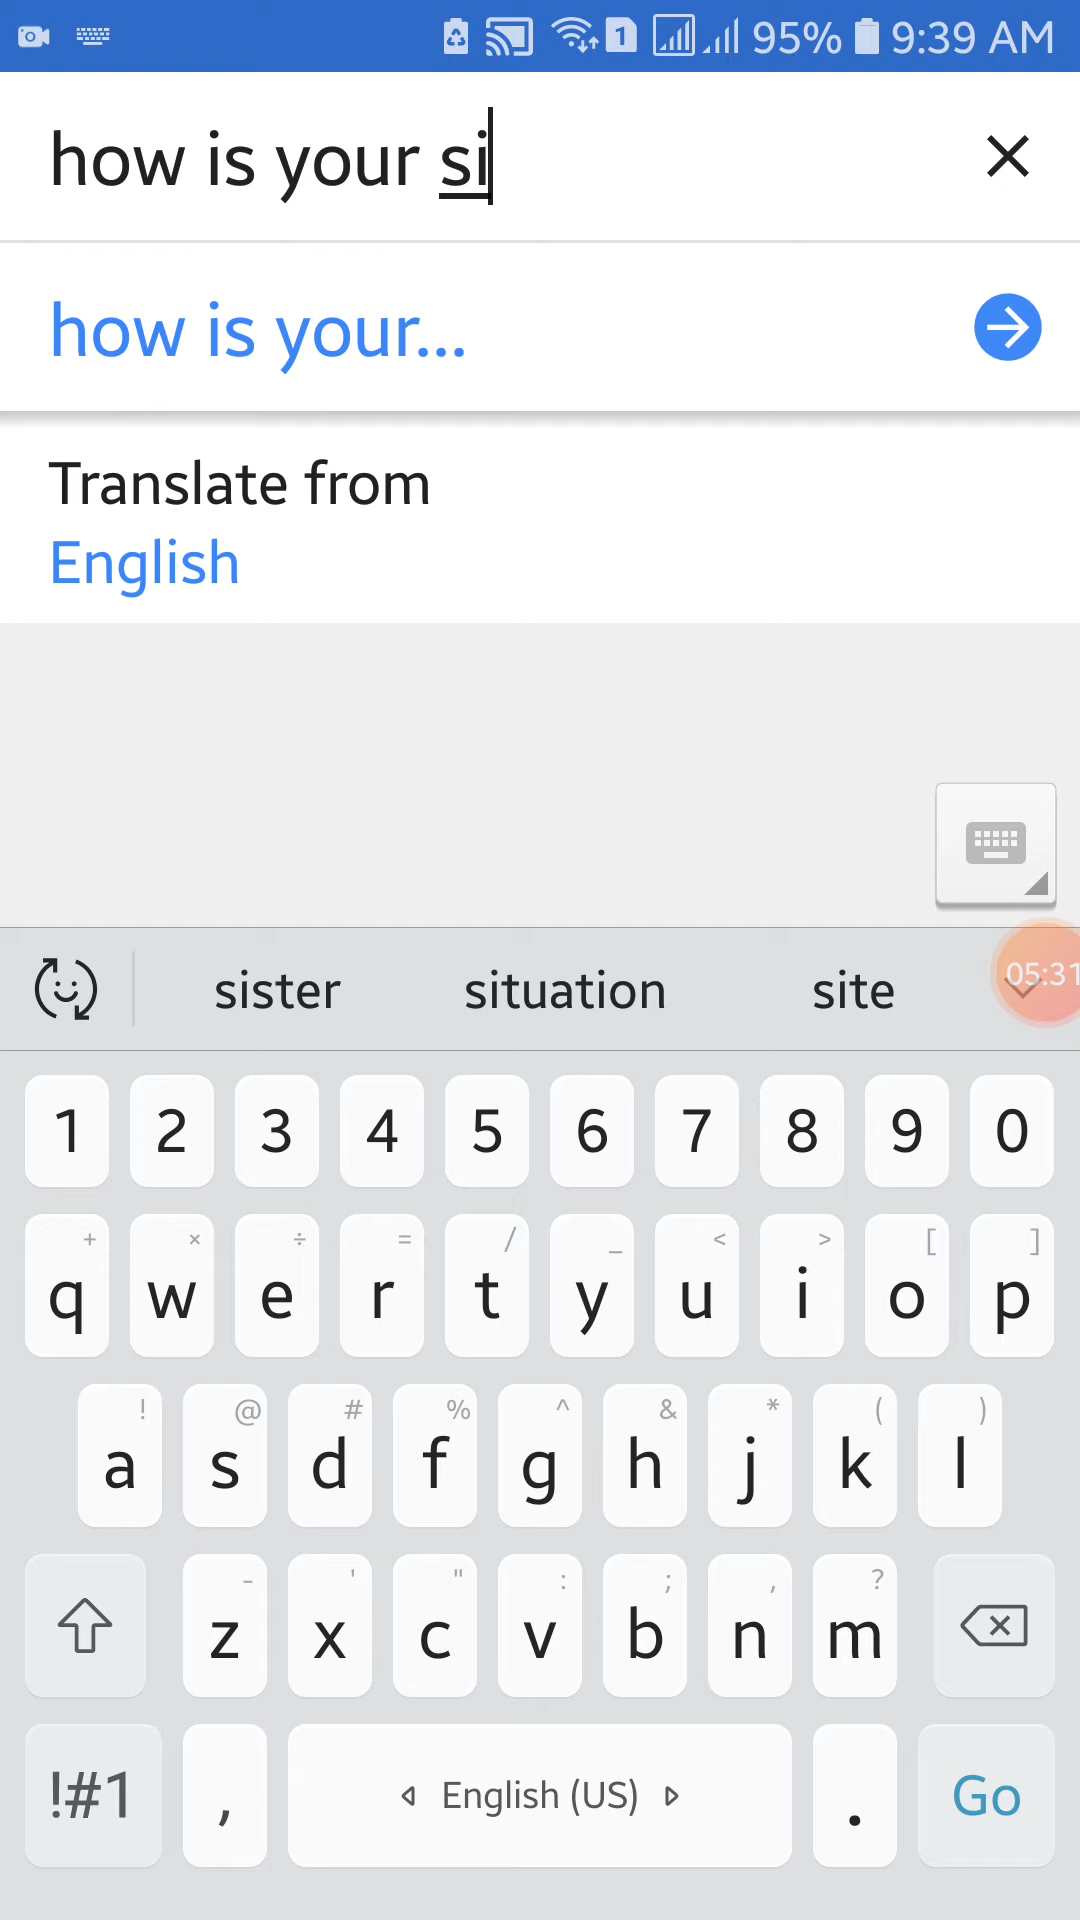 1 95% 9:39 AM
how is your si
how is your...
Translate from
English
sister situation site 05:31
1 2 3 4 5 6 7 8 9 0
+ × ÷ = / _ < > [ ]
q w e r t y u i o p
! @ # % ^ & * ( )
a s d f g h j k l
- ' " : ; , ?
z x c v b n m
!#1 , English (US) . Go